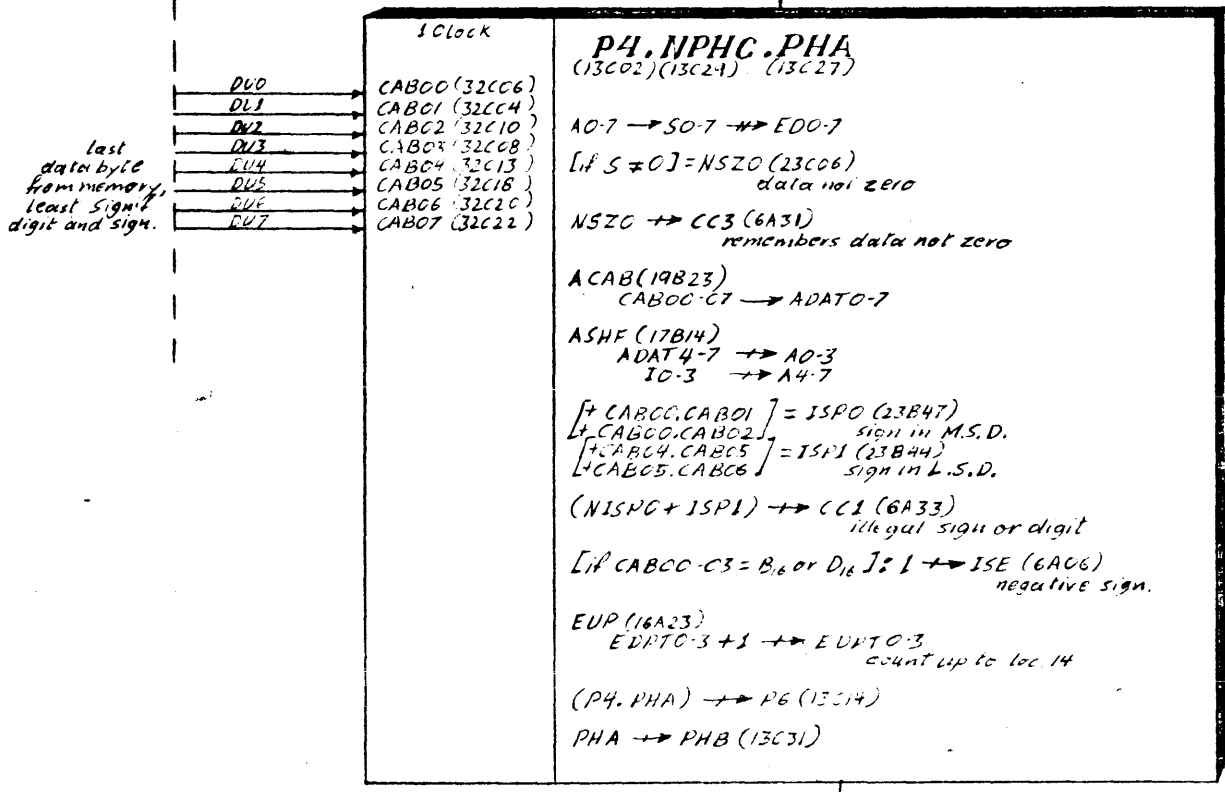 1 Clock
P4.NPHC.PHA
(13C02)(13C29) (13C27)
DU0
DU1
DU2
DU3
DU4
DU5
DU6
DU7
last
data byte
from memory,
least Signif
digit and sign.
CAB00 (32C06)
CAB01 (32C04)
CAB02 (32C10)
CAB03 (32C08)
CAB04 (32C13)
CAB05 (32C18)
CAB06 (32C20)
CAB07 (32C22)
A0-7 → S0-7 ⇸ ED0-7
[if S ≠ 0] = NSZ0 (23C06)
data not zero
NSZ0 ⇸ CC3 (6A31)
remembers data not zero
ACAB (19B23)
CAB00-07 → ADAT0-7
ASHF (17B14)
ADAT4-7 ⇸ A0-3
I0-3 ⇸ A4-7
[+ CAB00.CAB01 ] = ISP0 (23B47)
[+ CAB00.CAB02] sign in M.S.D.
[+CAB04.CAB05 ] = ISP1 (23B44)
[+CAB05.CAB06 ] sign in L.S.D.
(NISP0 + ISP1) ⇸ CC1 (6A33)
illegal sign or digit
[if CAB00-03 = B16 or D16 ]: 1 ⇸ ISE (6A06)
negative sign.
EUP (16A23)
EDPT0-3 +1 ⇸ EUPT0-3
count up to loc. 14
(P4.PHA) ⇸ P6 (13C14)
PHA ⇸ PHB (13C31)